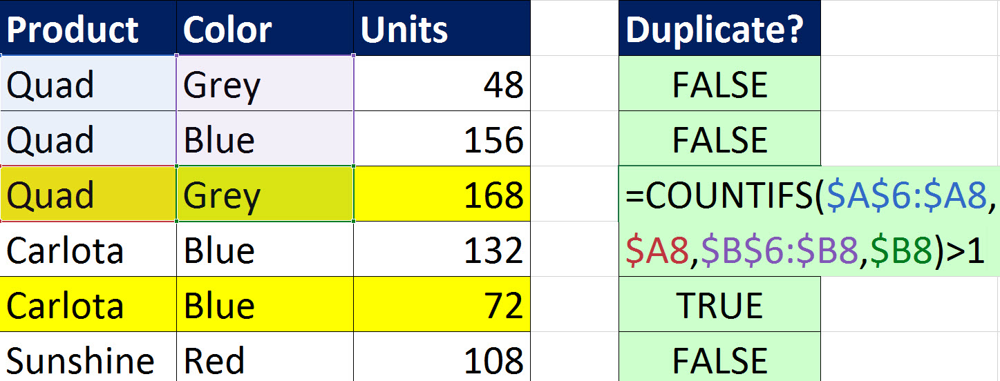 Product Color Units Duplicate?
Quad Grey 48 FALSE
Quad Blue 156 FALSE
Quad Grey 168 =COUNTIFS($A$6:$A8,
Carlota Blue 132 $A8,$B$6:$B8,$B8)>1
Carlota Blue 72 TRUE
Sunshine Red 108 FALSE